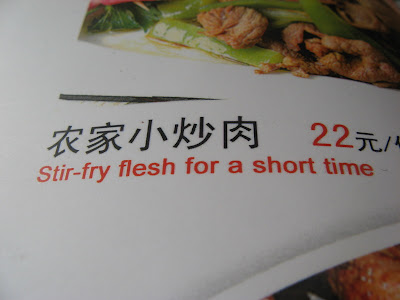 农家小炒肉 22元/
Stir-fry flesh for a short time